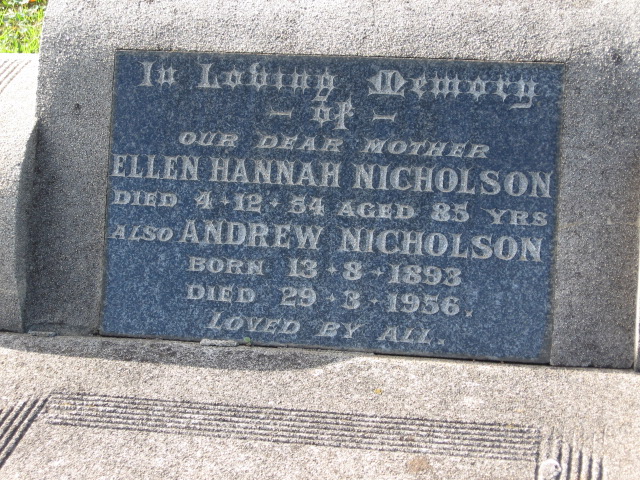 In Loving Memory
- of -
OUR DEAR MOTHER
ELLEN HANNAH NICHOLSON
DIED 4·12·54 AGED 85 YRS
ALSO ANDREW NICHOLSON
BORN 13·8·1893
DIED 29·3·1956.
LOVED BY ALL.